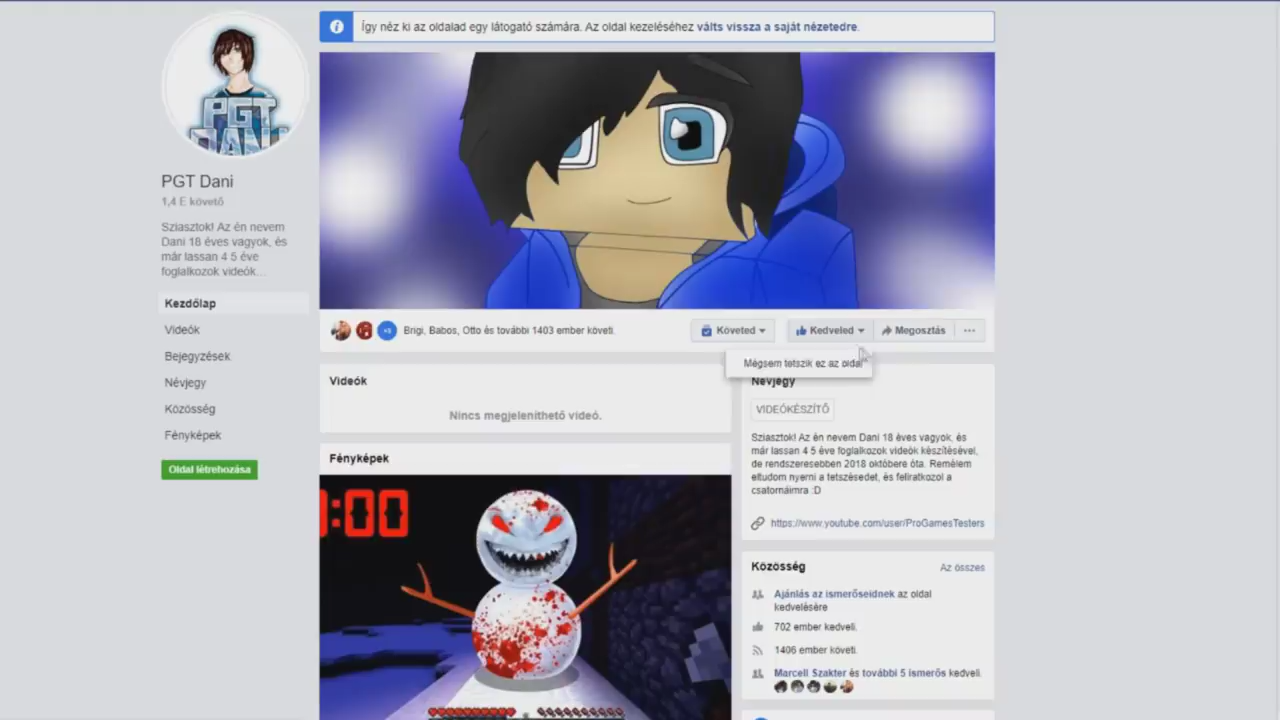 Így néz ki az oldalad egy látogató számára. Az oldal kezeléséhez válts vissza a saját nézetedre.
PGT
DANI
PGT Dani
1,4 E követő
Sziasztok! Az én nevem
Dani 18 éves vagyok, és
már lassan 4 5 éve
foglalkozok videók...
Kezdőlap
Videók
Bejegyzések
Névjegy
Közösség
Fényképek
Oldal létrehozása
+3
Brigi, Babos, Otto és további 1403 ember követi.
Követed
Kedveled
Megosztás
Mégsem tetszik ez az oldal
Videók
Nincs megjeleníthető videó.
Fényképek
:00
Névjegy
VIDEÓKÉSZÍTŐ
Sziasztok! Az én nevem Dani 18 éves vagyok, és
már lassan 4 5 éve foglalkozok videók készítésével,
de rendszeresebben 2018 októbere óta. Remélem
eltudom nyerni a tetszésedet, és feliratkozol a
csatornáimra :D
https://www.youtube.com/user/ProGamesTesters
Közösség
Az összes
Ajánlás az ismerőseidnek az oldal
kedvelésére
702 ember kedveli.
1406 ember követi.
Marcell Szakter és további 5 ismerős kedveli.